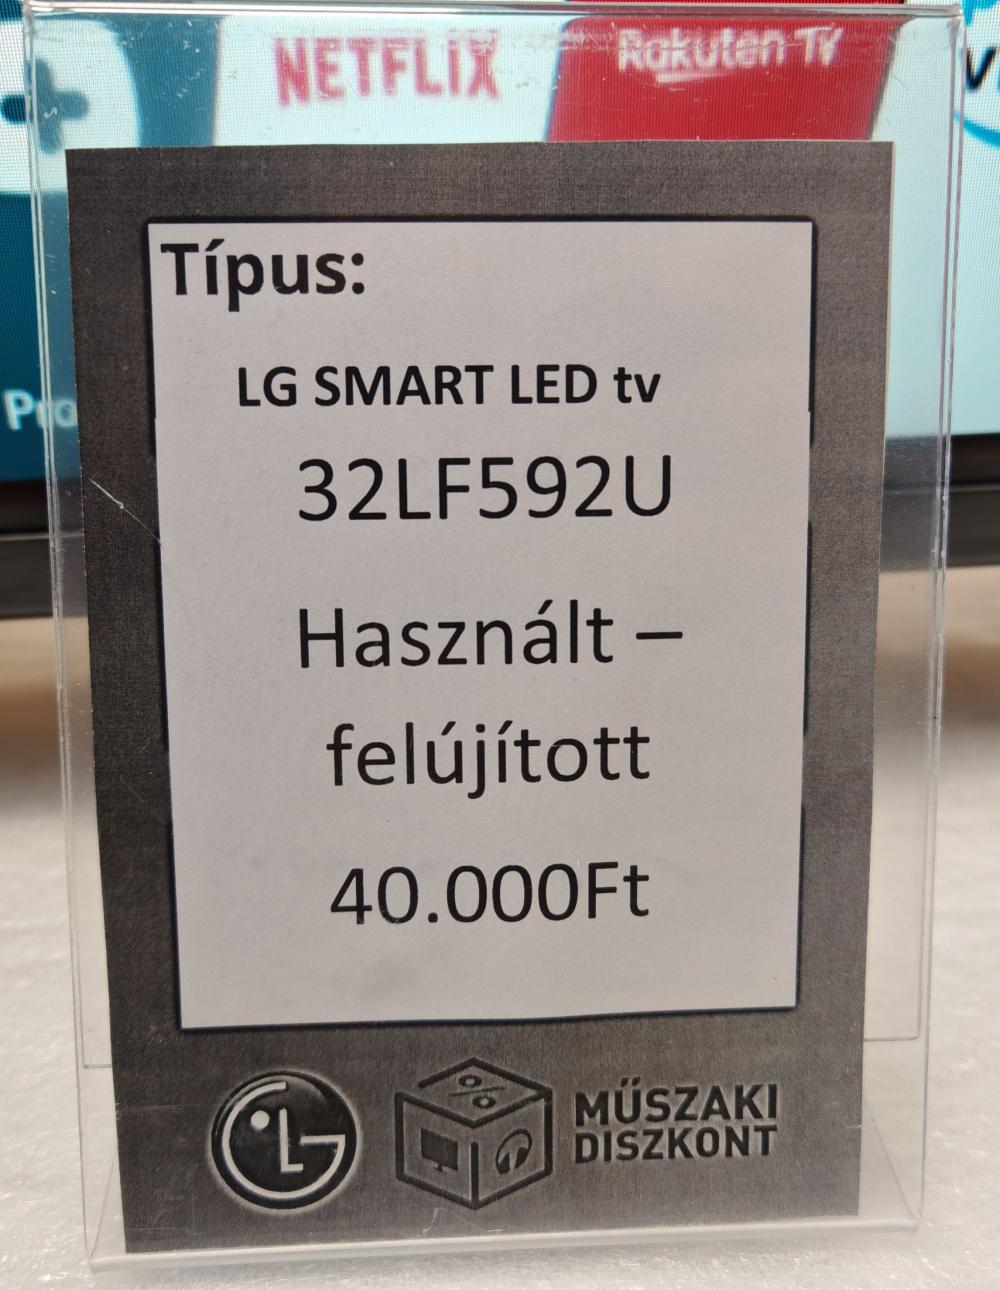 NETFLIX
Rakuten TV
Típus:
LG SMART LED tv
32LF592U
Használt –
felújított
40.000Ft
LG
MŰSZAKI
DISZKONT